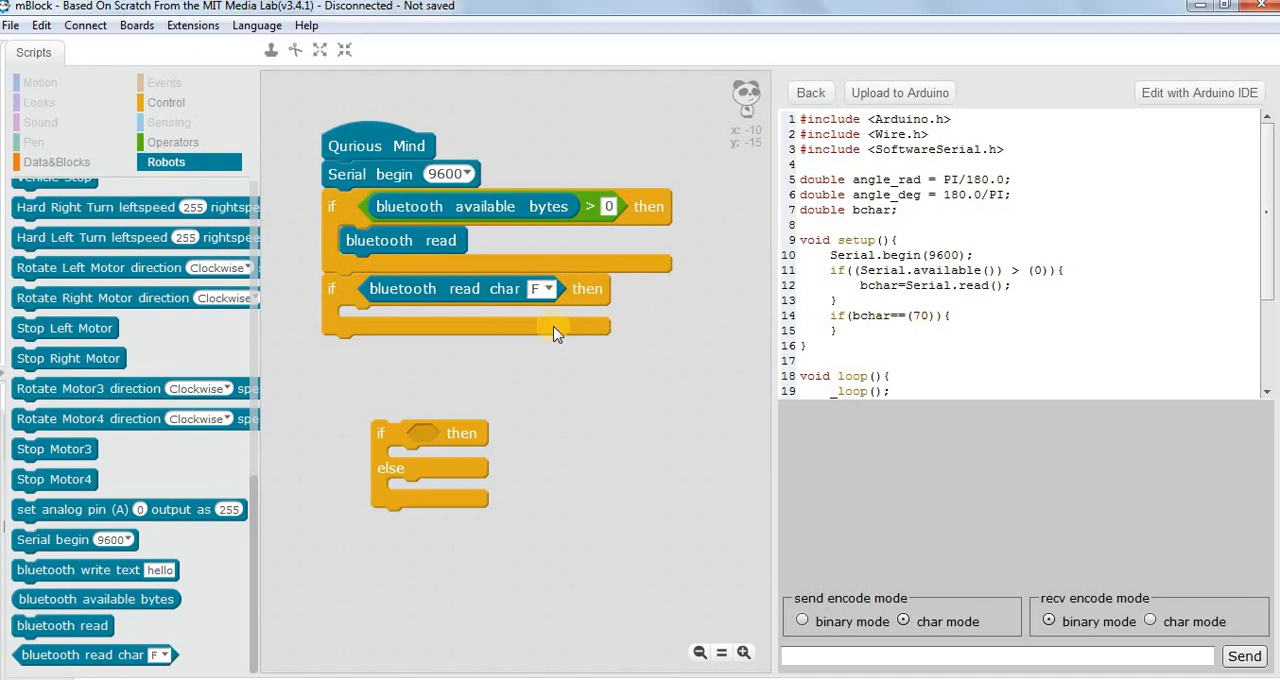 mBlock - Based On Scratch From the MIT Media Lab(v3.4.1) - Disconnected - Not saved
File Edit Connect Boards Extensions Language Help
Scripts
Motion Events
Looks Control
Sound Sensing
Pen Operators
Data&Blocks Robots
Vehicle Stop
Hard Right Turn leftspeed 255 rightspe
Hard Left Turn leftspeed 255 rightspe
Rotate Left Motor direction Clockwise
Rotate Right Motor direction Clockwise
Stop Left Motor
Stop Right Motor
Rotate Motor3 direction Clockwise spe
Rotate Motor4 direction Clockwise spe
Stop Motor3
Stop Motor4
set analog pin (A) 0 output as 255
Serial begin 9600
bluetooth write text hello
bluetooth available bytes
bluetooth read
bluetooth read char F
Qurious Mind
Serial begin 9600
if bluetooth available bytes > 0 then
bluetooth read
if bluetooth read char F then
if then
else
x: -10
y: -15
Back Upload to Arduino Edit with Arduino IDE
1 #include <Arduino.h>
2 #include <Wire.h>
3 #include <SoftwareSerial.h>
4
5 double angle_rad = PI/180.0;
6 double angle_deg = 180.0/PI;
7 double bchar;
8
9 void setup(){
10 Serial.begin(9600);
11 if((Serial.available()) > (0)){
12 bchar=Serial.read();
13 }
14 if(bchar==(70)){
15 }
16 }
17
18 void loop(){
19 _loop();
send encode mode
binary mode char mode
recv encode mode
binary mode char mode
Send